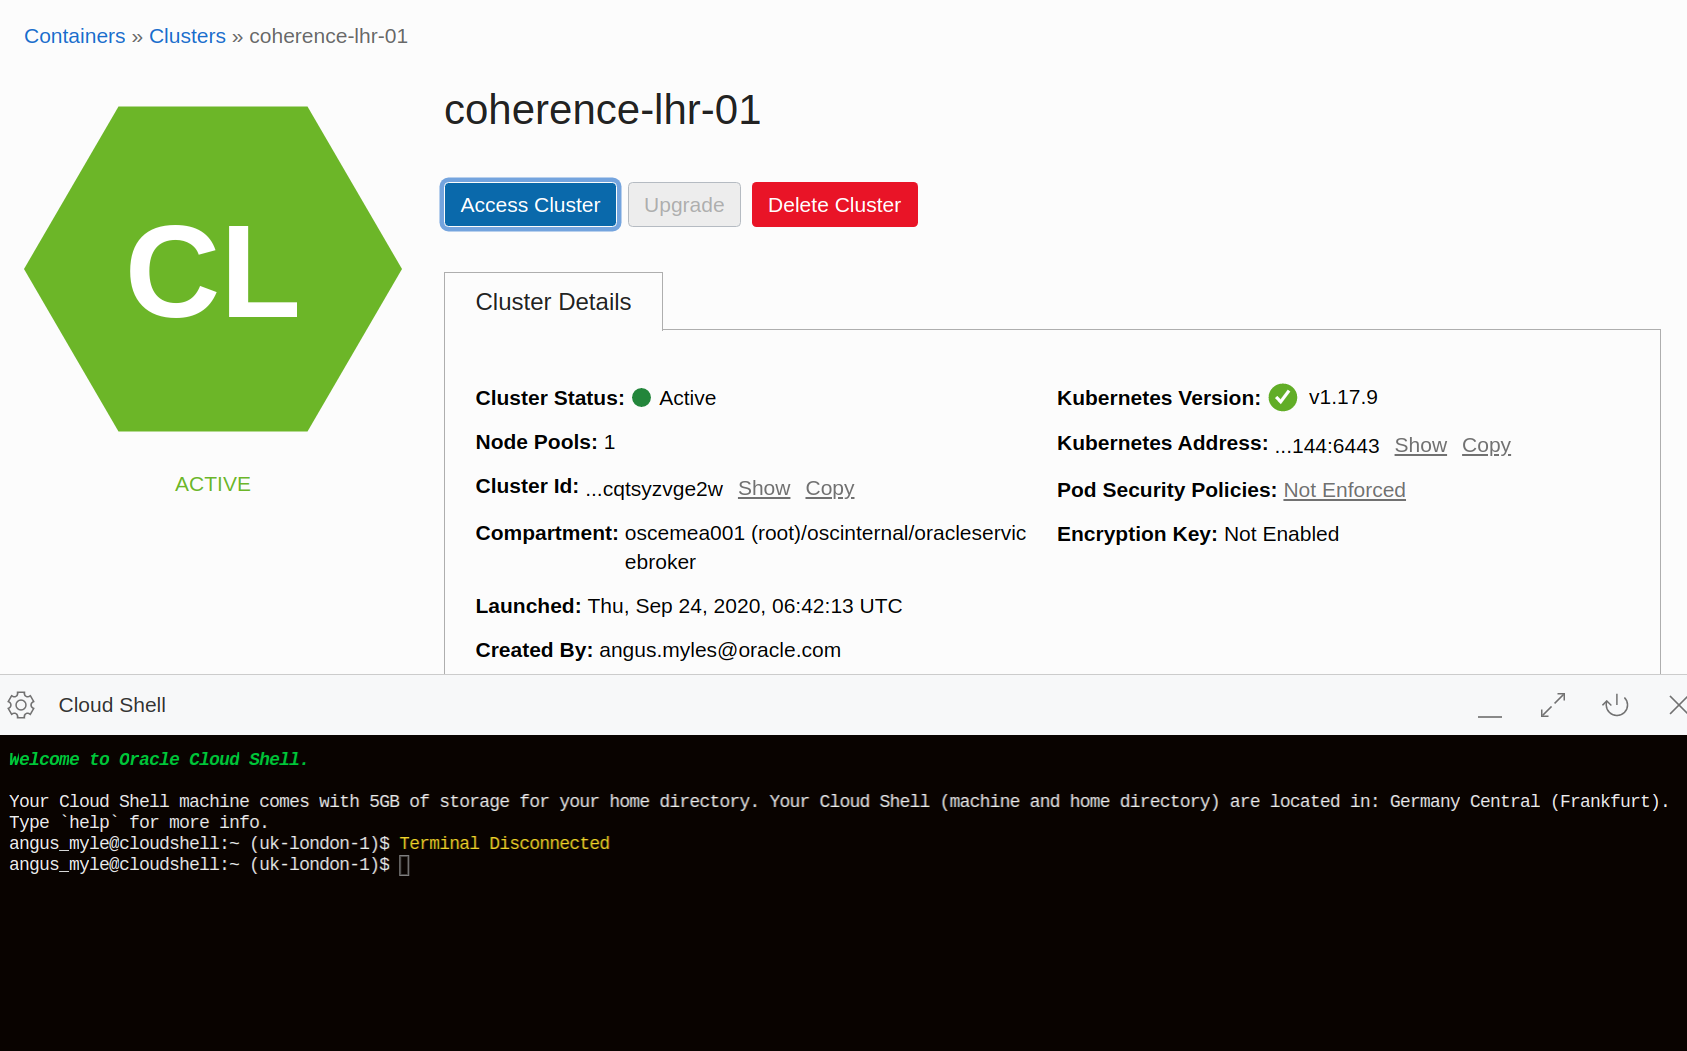 Containers » Clusters » coherence-lhr-01
coherence-lhr-01
CL
ACTIVE
Access Cluster Upgrade Delete Cluster
Cluster Details
Cluster Status: Active
Node Pools: 1
Cluster Id: ...cqtsyzvge2w Show Copy
Compartment: oscemea001 (root)/oscinternal/oracleservic
ebroker
Launched: Thu, Sep 24, 2020, 06:42:13 UTC
Created By: angus.myles@oracle.com
Kubernetes Version: v1.17.9
Kubernetes Address: ...144:6443 Show Copy
Pod Security Policies: Not Enforced
Encryption Key: Not Enabled
Cloud Shell
Welcome to Oracle Cloud Shell.
Your Cloud Shell machine comes with 5GB of storage for your home directory. Your Cloud Shell (machine and home directory) are located in: Germany Central (Frankfurt).
Type `help` for more info.
angus_myle@cloudshell:~ (uk-london-1)$ Terminal Disconnected
angus_myle@cloudshell:~ (uk-london-1)$